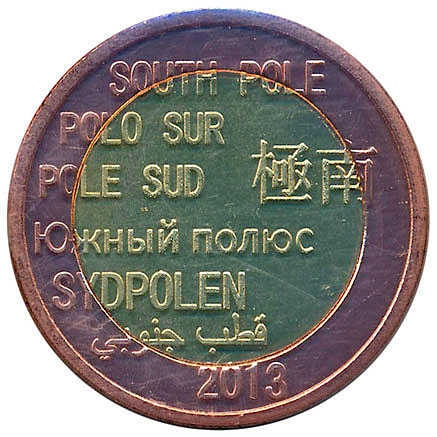 SOUTH POLE
POLO SUR
POLE SUD 極南
ЮЖНЫЙ ПОЛЮС
SYDPOLEN
قطب جنوبي
2013